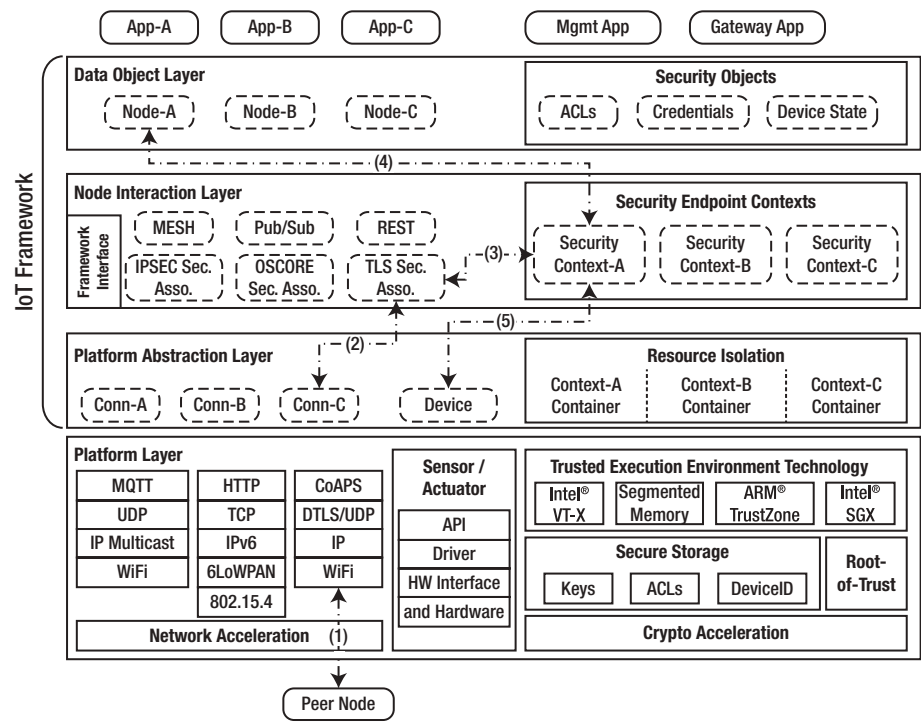 App-A
App-B
App-C
Mgmt App
Gateway App
IoT Framework
Data Object Layer
Node-A
Node-B
Node-C
Security Objects
ACLs
Credentials
Device State
(4)
Node Interaction Layer
Framework
Interface
MESH
Pub/Sub
REST
IPSEC Sec.
Asso.
OSCORE
Sec. Asso.
TLS Sec.
Asso.
(3)
Security Endpoint Contexts
Security
Context-A
Security
Context-B
Security
Context-C
(2)
(5)
Platform Abstraction Layer
Conn-A
Conn-B
Conn-C
Device
Resource Isolation
Context-A
Container
Context-B
Container
Context-C
Container
Platform Layer
MQTT
UDP
IP Multicast
WiFi
HTTP
TCP
IPv6
6LoWPAN
802.15.4
CoAPS
DTLS/UDP
IP
WiFi
Network Acceleration
(1)
Sensor /
Actuator
API
Driver
HW Interface
and Hardware
Trusted Execution Environment Technology
Intel®
VT-X
Segmented
Memory
ARM®
TrustZone
Intel®
SGX
Secure Storage
Keys
ACLs
DeviceID
Root-
of-Trust
Crypto Acceleration
Peer Node